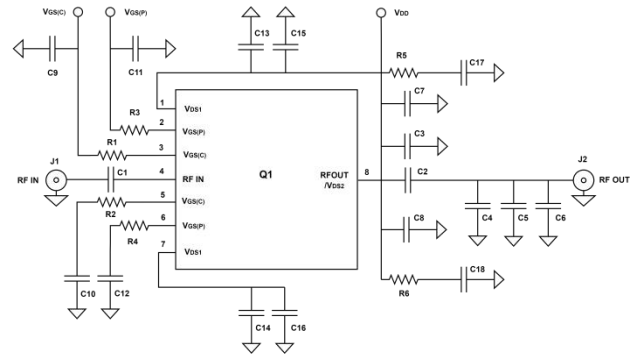 VGS(C)
VGS(P)
VDD
C9
C11
C13
C15
R5
C17
C7
R3
1
VDS1
2
VGS(P)
C3
R1
3
VGS(C)
J1
C1
4
RF IN
RF IN
Q1
RFOUT
/VDS2
8
C2
J2
RF OUT
5
VGS(C)
R2
6
VGS(P)
R4
C4
C5
C6
C8
7
VDS1
C10
C12
C18
R6
C14
C16